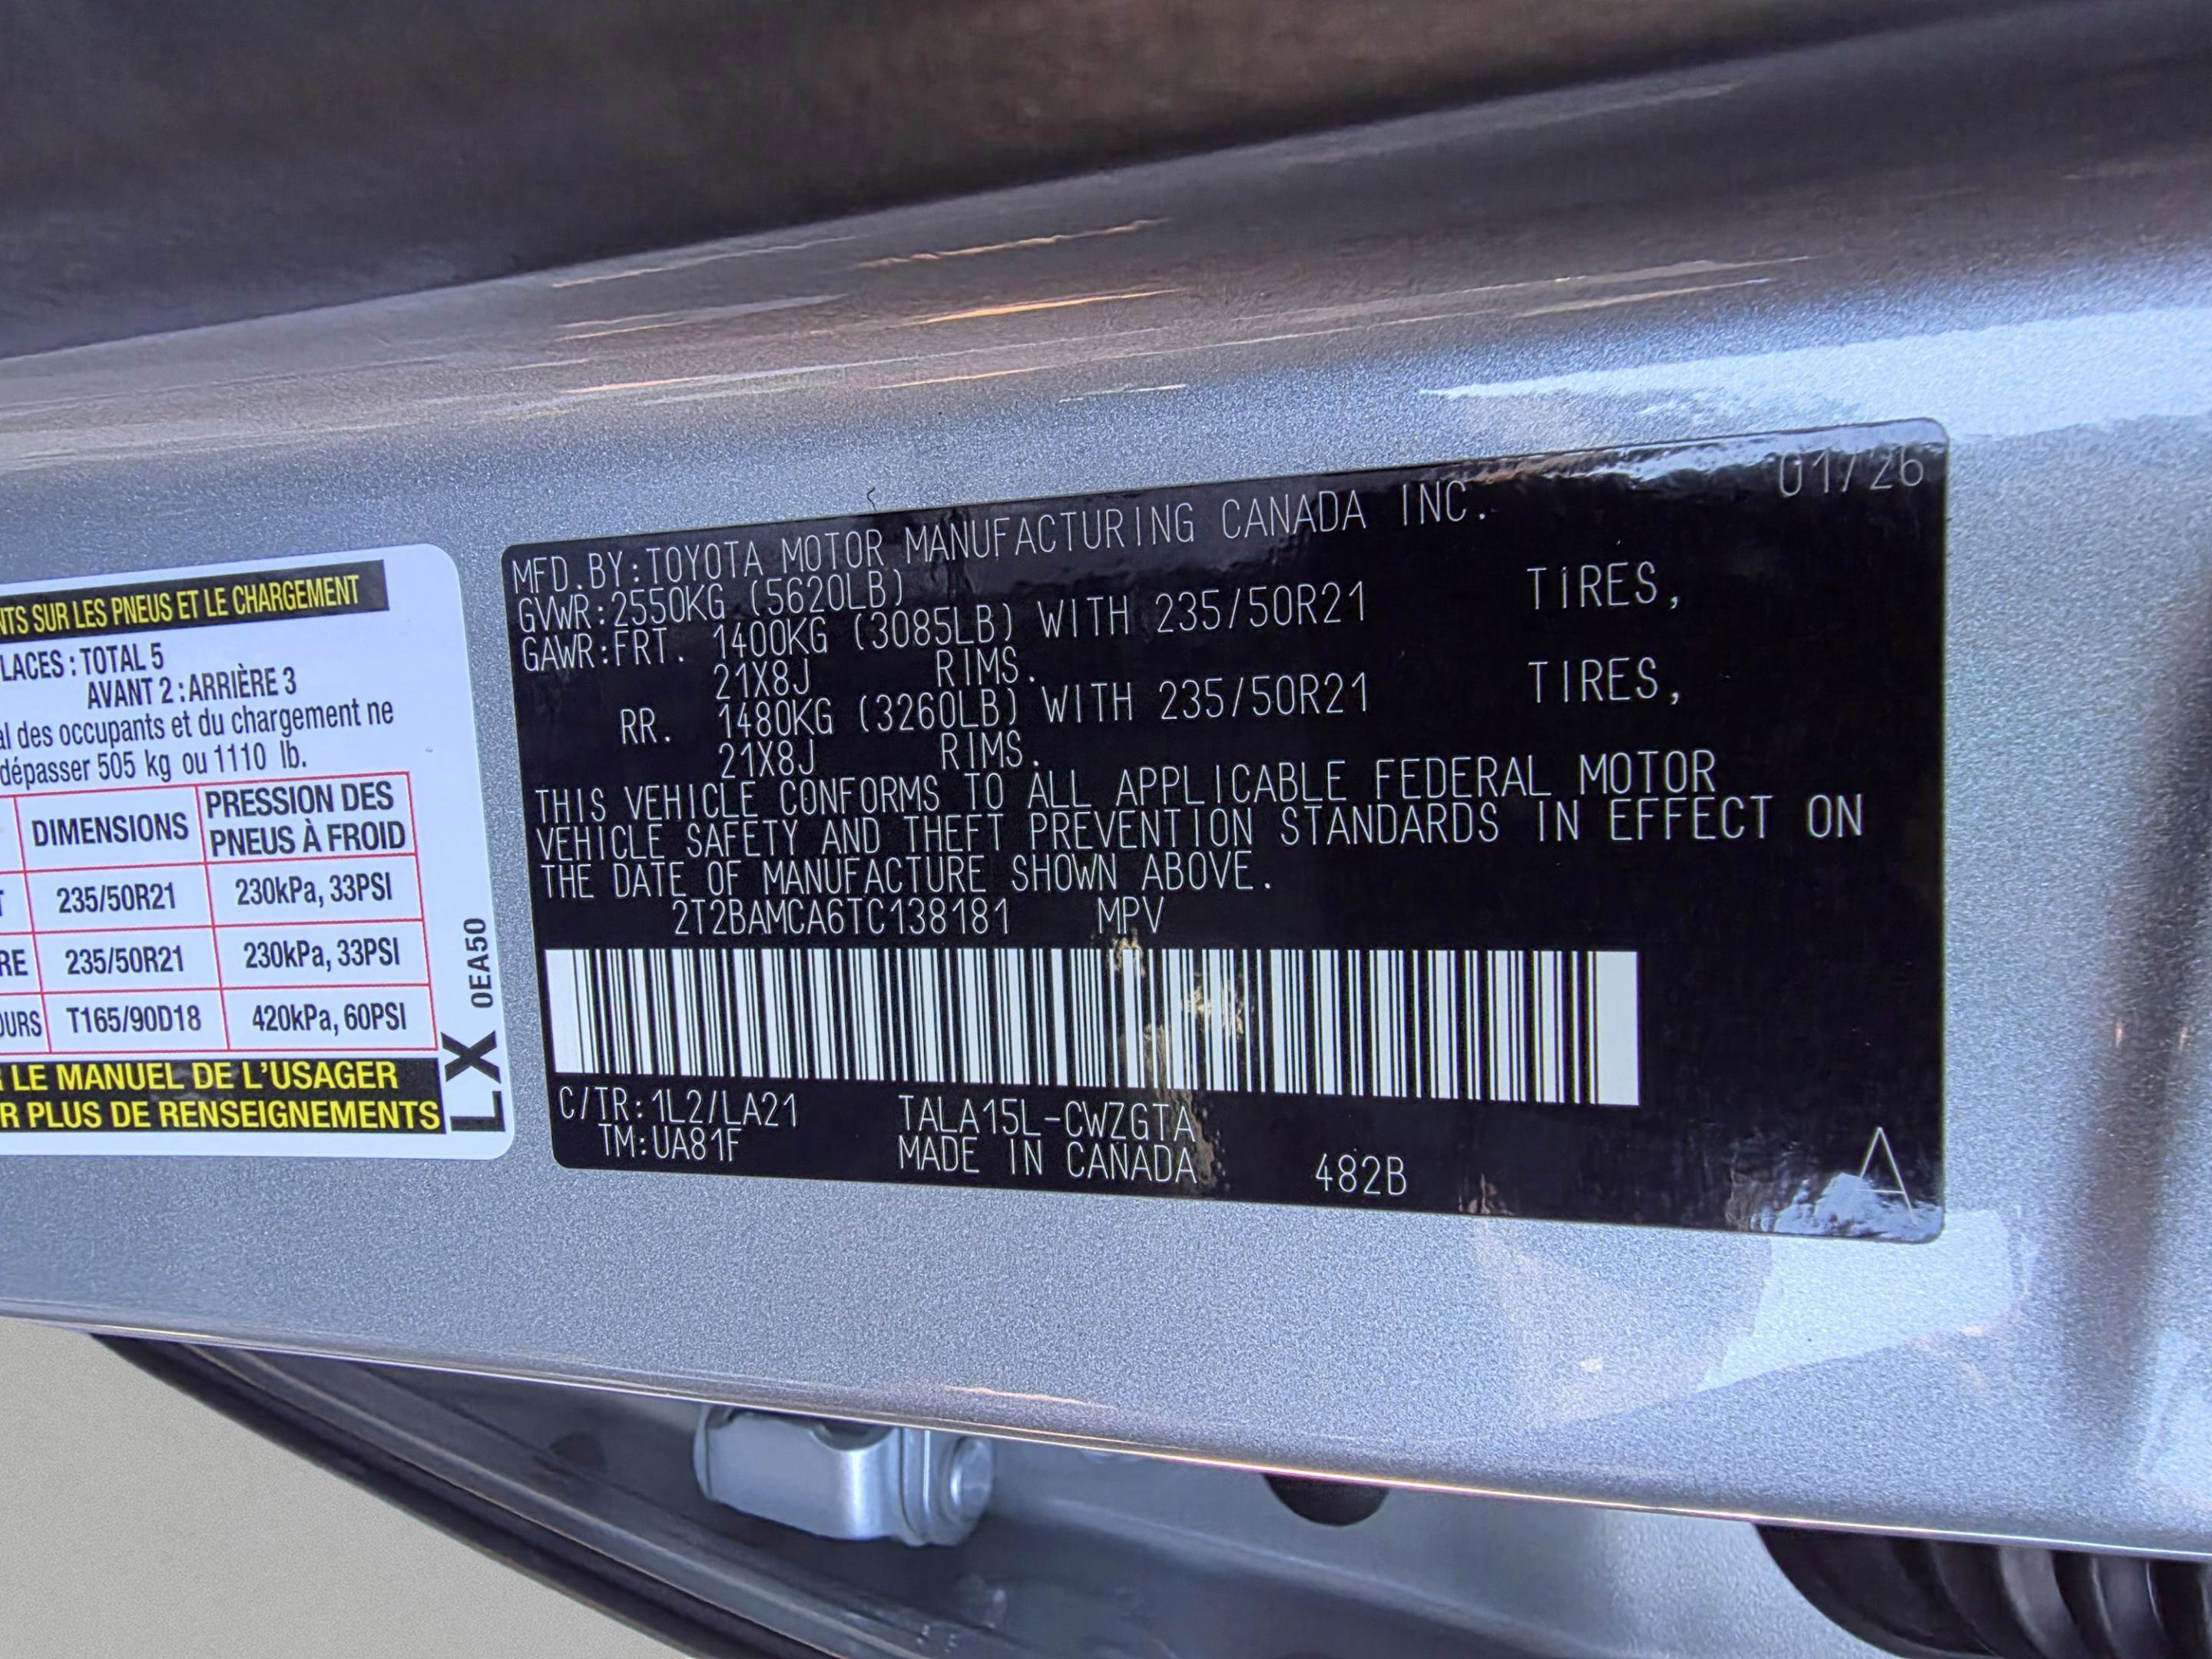 NTS SUR LES PNEUS ET LE CHARGEMENT
LACES : TOTAL 5
AVANT 2 : ARRIÈRE 3
al des occupants et du chargement ne
dépasser 505 kg ou 1110 lb.
DIMENSIONS
PRESSION DES
PNEUS À FROID
T 235/50R21 230kPa, 33PSI
RE 235/50R21 230kPa, 33PSI
OURS T165/90D18 420kPa, 60PSI
R LE MANUEL DE L'USAGER
R PLUS DE RENSEIGNEMENTS
LX 0EA50
MFD.BY:TOYOTA MOTOR MANUFACTURING CANADA INC. 01/26
GVWR:2550KG (5620LB)
GAWR:FRT. 1400KG (3085LB) WITH 235/50R21 TIRES,
21X8J RIMS.
RR. 1480KG (3260LB) WITH 235/50R21 TIRES,
21X8J RIMS.
THIS VEHICLE CONFORMS TO ALL APPLICABLE FEDERAL MOTOR
VEHICLE SAFETY AND THEFT PREVENTION STANDARDS IN EFFECT ON
THE DATE OF MANUFACTURE SHOWN ABOVE.
2T2BAMCA6TC138181 MPV
C/TR:1L2/LA21 TALA15L-CWZGTA
TM:UA81F MADE IN CANADA 482B A